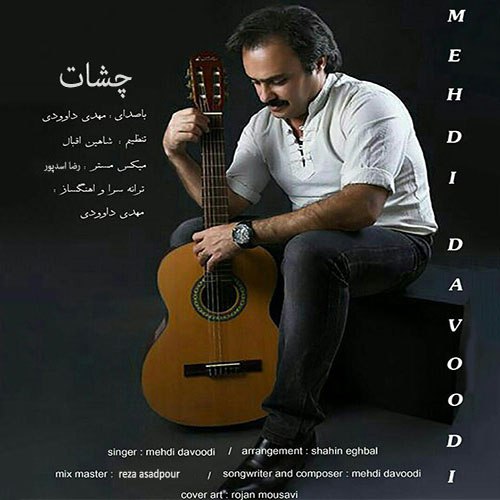 چشات
باصدای : مهدی داوودی
تنظیم : شاهین اقبال
میکس مستر : رضا اسدپور
ترانه سرا و اهنگساز :
مهدی داوودی
MEHDI DAVOODI
singer : mehdi davoodi / arrangement : shahin eghbal
mix master : reza asadpour / songwriter and composer : mehdi davoodi
cover art : rojan mousavi